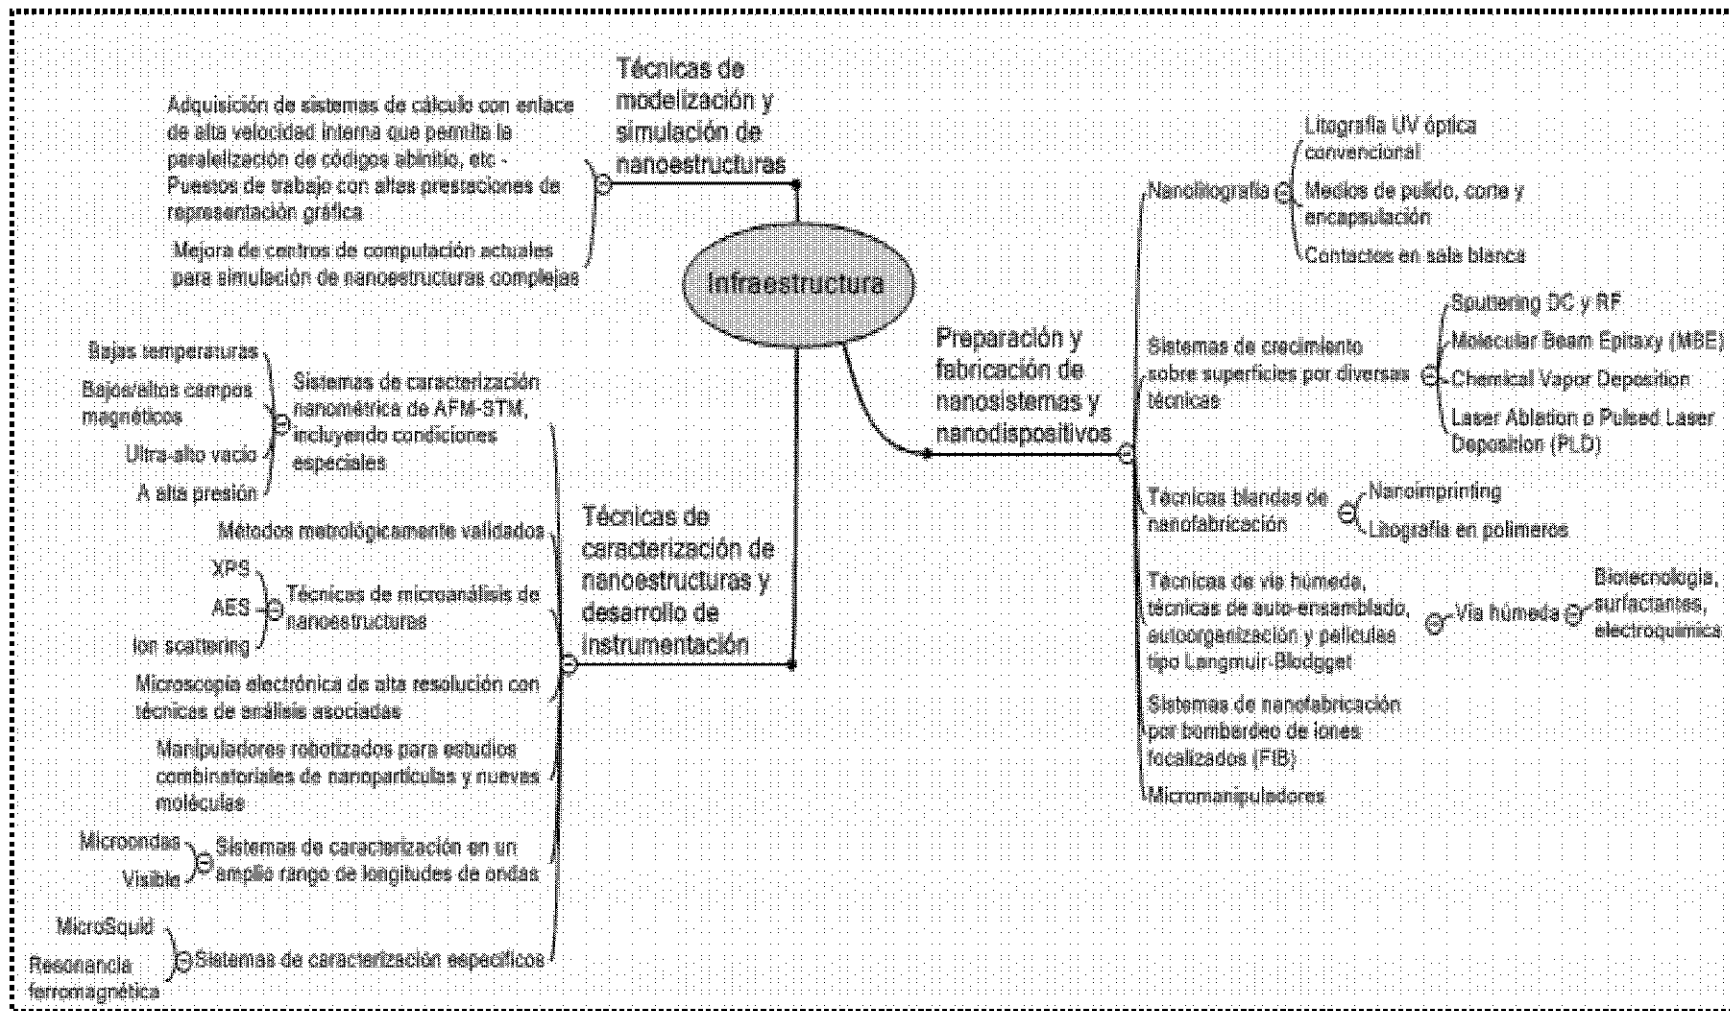 Técnicas de
modelización y
simulación de
nanoestructuras
Adquisición de sistemas de cálculo con enlace
de alta velocidad interna que permita la
paralelización de códigos abinitio, etc -
Puestos de trabajo con altas prestaciones de
representación gráfica
Mejora de centros de computación actuales
para simulación de nanoestructuras complejas
Infraestructura
Preparación y
fabricación de
nanosistemas y
nanodispositivos
Nanolitografía
Litografía UV óptica
convencional
Medios de pulido, corte y
encapsulación
Contactos en sala blanca
Sistemas de crecimiento
sobre superficies por diversas
técnicas
Sputtering DC y RF
Molecular Beam Epitaxy (MBE)
Chemical Vapor Deposition
Laser Ablation o Pulsed Laser
Deposition (PLD)
Técnicas blandas de
nanofabricación
Nanoimprinting
Litografía en polímeros
Técnicas de vía húmeda,
técnicas de auto-ensamblado,
autoorganización y películas
tipo Langmuir-Blodgget
Vía húmeda
Biotecnología,
surfactantes,
electroquímica
Sistemas de nanofabricación
por bombardeo de iones
focalizados (FIB)
Micromanipuladores
Técnicas de
caracterización de
nanoestructuras y
desarrollo de
instrumentación
Sistemas de caracterización
nanométrica de AFM-STM,
incluyendo condiciones
especiales
Bajas temperaturas
Bajos/altos campos
magnéticos
Ultra-alto vacío
A alta presión
Métodos metrológicamente validados
Técnicas de microanálisis de
nanoestructuras
XPS
AES
Ion scattering
Microscopía electrónica de alta resolución con
técnicas de análisis asociadas
Manipuladores robotizados para estudios
combinatoriales de nanopartículas y nuevas
moléculas
Sistemas de caracterización en un
amplio rango de longitudes de ondas
Microondas
Visible
Sistemas de caracterización específicos
MicroSquid
Resonancia
ferromagnética